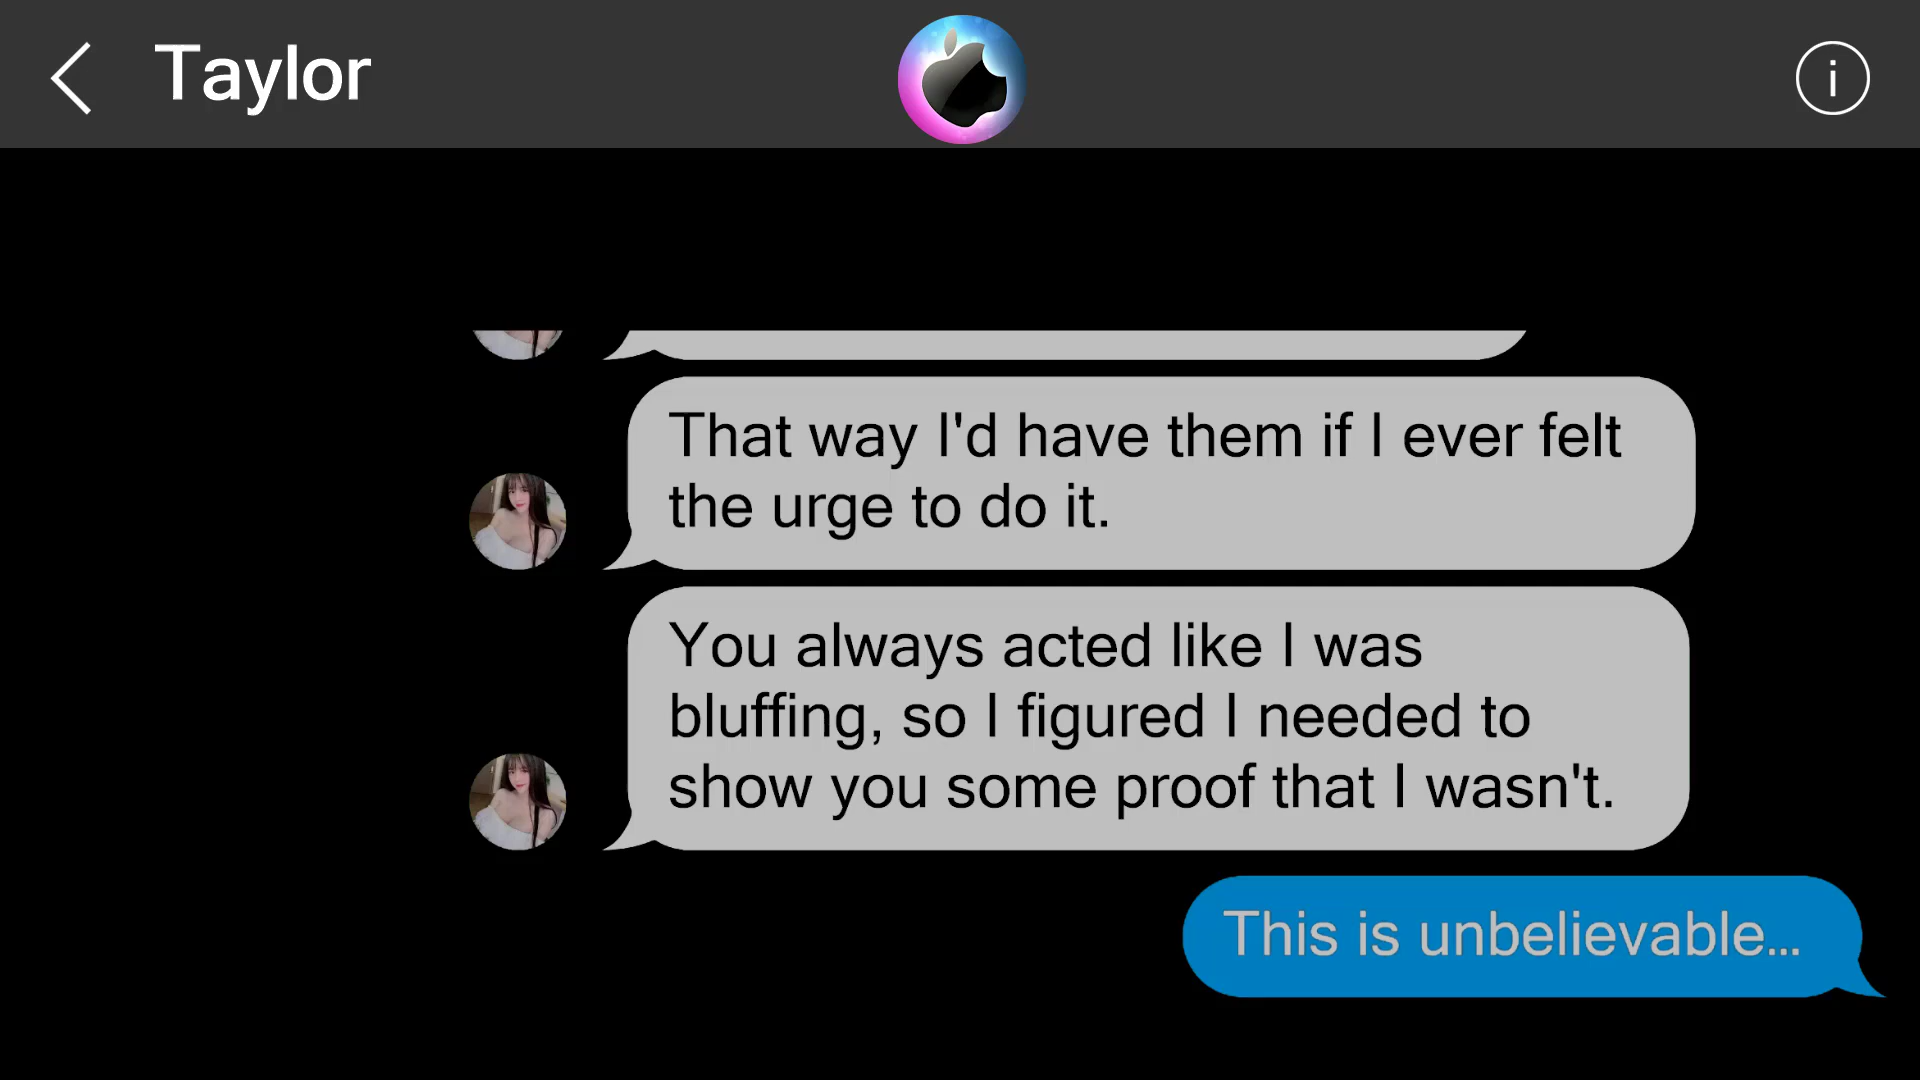 Taylor
i
That way I'd have them if I ever felt
the urge to do it.
You always acted like I was
bluffing, so I figured I needed to
show you some proof that I wasn't.
This is unbelievable...